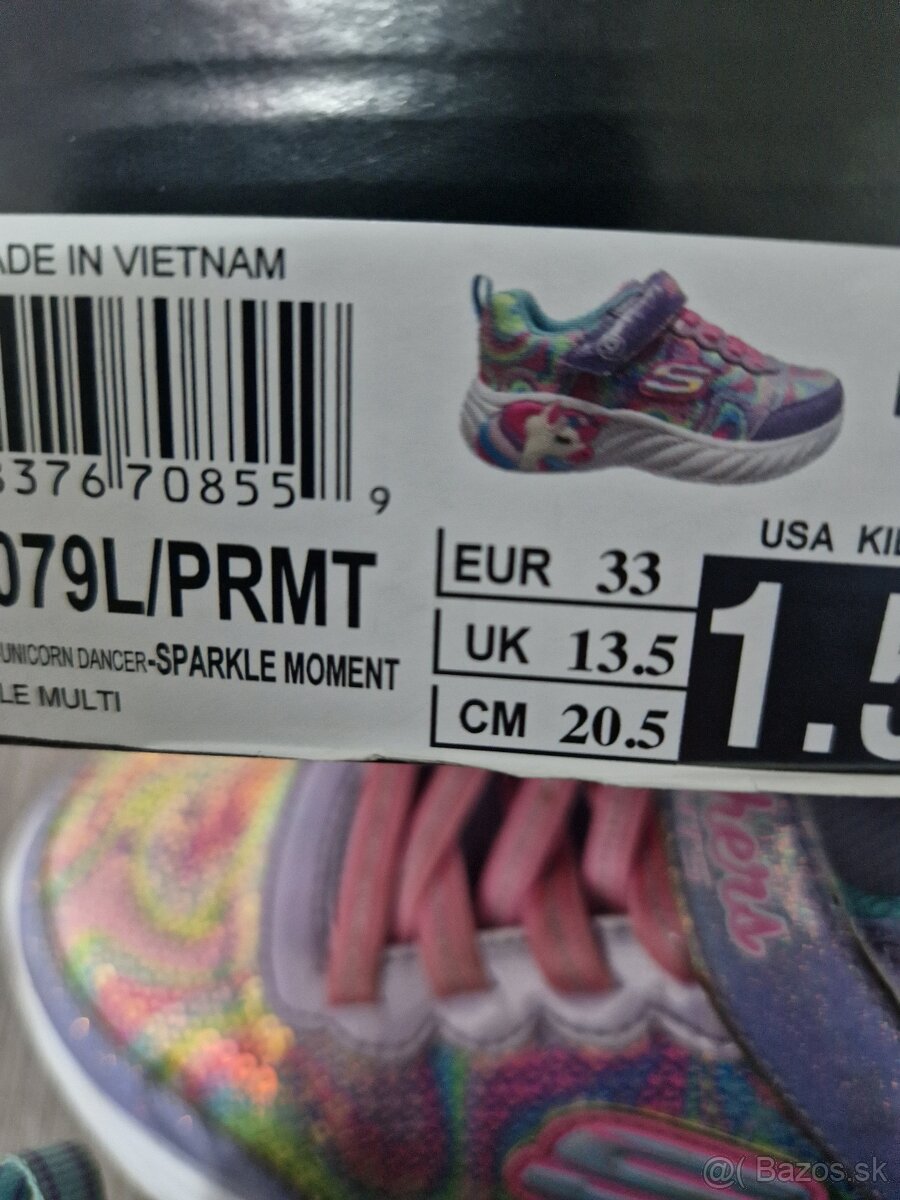 ADE IN VIETNAM
3376 70855 9
079L/PRMT
UNICORN DANCER-SPARKLE MOMENT
LE MULTI
EUR 33
UK 13.5
CM 20.5
USA KI
1.5
S
hers
@( Bazos.sk